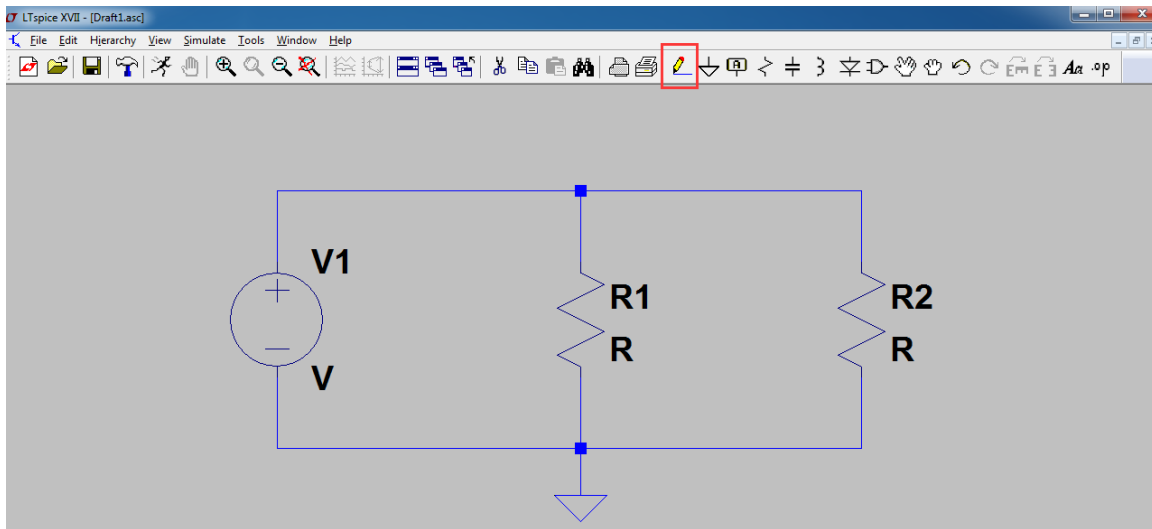 LTspice XVII - [Draft1.asc]
File Edit Hierarchy View Simulate Tools Window Help
A
Aa .op
V1
V
R1
R
R2
R